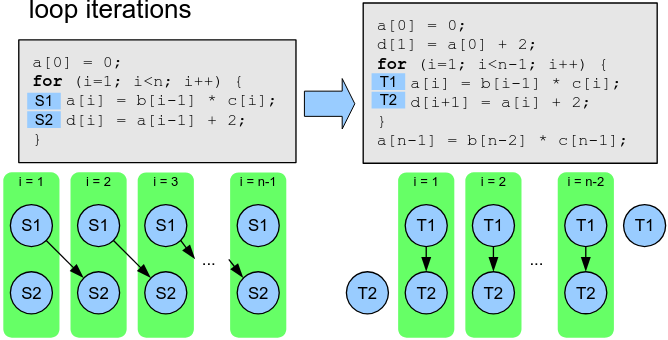 loop iterations
a[0] = 0;
for (i=1; i<n; i++) {
S1 a[i] = b[i-1] * c[i];
S2 d[i] = a[i-1] + 2;
}
a[0] = 0;
d[1] = a[0] + 2;
for (i=1; i<n-1; i++) {
T1 a[i] = b[i-1] * c[i];
T2 d[i+1] = a[i] + 2;
}
a[n-1] = b[n-2] * c[n-1];
i = 1 i = 2 i = 3 i = n-1
S1 S1 S1 S1
...
S2 S2 S2 S2
i = 1 i = 2 i = n-2
T1 T1 T1 T1
...
T2 T2 T2 T2